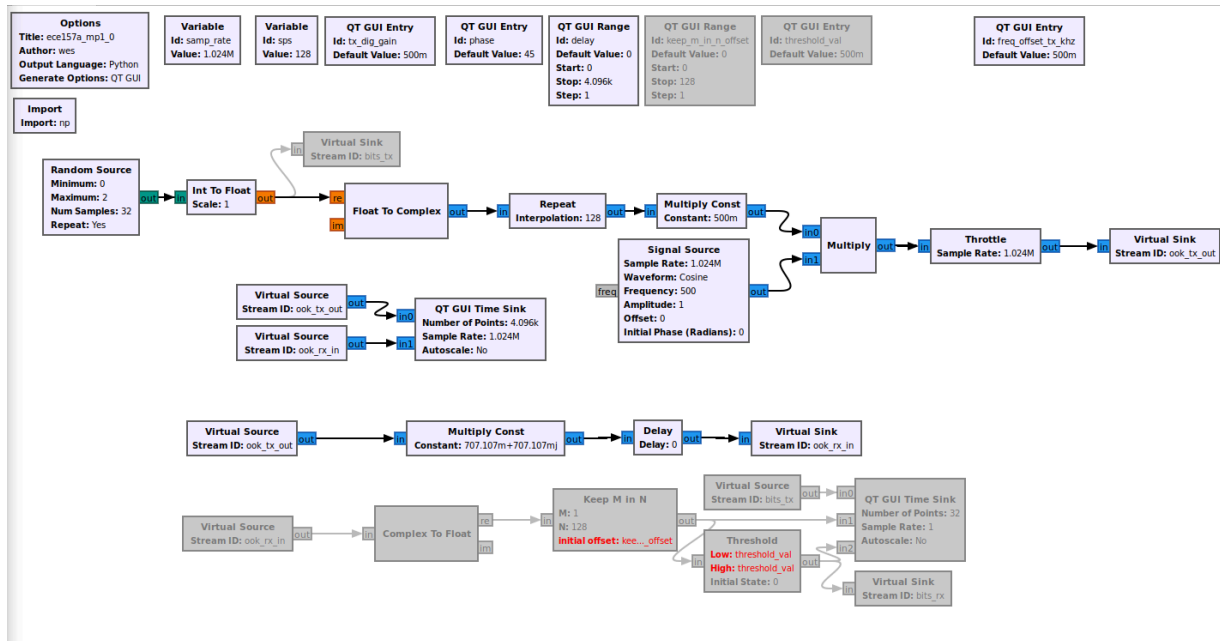 Options
Title: ece157a_mp1_0
Author: wes
Output Language: Python
Generate Options: QT GUI
Variable
Id: samp_rate
Value: 1.024M
Variable
Id: sps
Value: 128
QT GUI Entry
Id: tx_dig_gain
Default Value: 500m
QT GUI Entry
Id: phase
Default Value: 45
QT GUI Range
Id: delay
Default Value: 0
Start: 0
Stop: 4.096k
Step: 1
QT GUI Range
Id: keep_m_in_n_offset
Default Value: 0
Start: 0
Stop: 128
Step: 1
QT GUI Entry
Id: threshold_val
Default Value: 500m
QT GUI Entry
Id: freq_offset_tx_khz
Default Value: 500m
Import
Import: np
Virtual Sink
Stream ID: bits_tx
in
Random Source
Minimum: 0
Maximum: 2
Num Samples: 32
Repeat: Yes
out
in
Int To Float
Scale: 1
out
re
im
Float To Complex
out
in
Repeat
Interpolation: 128
out
in
Multiply Const
Constant: 500m
out
in0
in1
Multiply
out
in
Throttle
Sample Rate: 1.024M
out
in
Virtual Sink
Stream ID: ook_tx_out
freq
Signal Source
Sample Rate: 1.024M
Waveform: Cosine
Frequency: 500
Amplitude: 1
Offset: 0
Initial Phase (Radians): 0
out
Virtual Source
Stream ID: ook_tx_out
out
Virtual Source
Stream ID: ook_rx_in
out
in0
in1
QT GUI Time Sink
Number of Points: 4.096k
Sample Rate: 1.024M
Autoscale: No
Virtual Source
Stream ID: ook_tx_out
out
in
Multiply Const
Constant: 707.107m+707.107mj
out
in
Delay
Delay: 0
out
in
Virtual Sink
Stream ID: ook_rx_in
Virtual Source
Stream ID: ook_rx_in
out
in
Complex To Float
re
im
in
Keep M in N
M: 1
N: 128
initial offset: kee..._offset
out
Virtual Source
Stream ID: bits_tx
out
in
Threshold
Low: threshold_val
High: threshold_val
Initial State: 0
out
in0
in1
in2
QT GUI Time Sink
Number of Points: 32
Sample Rate: 1
Autoscale: No
in
Virtual Sink
Stream ID: bits_rx